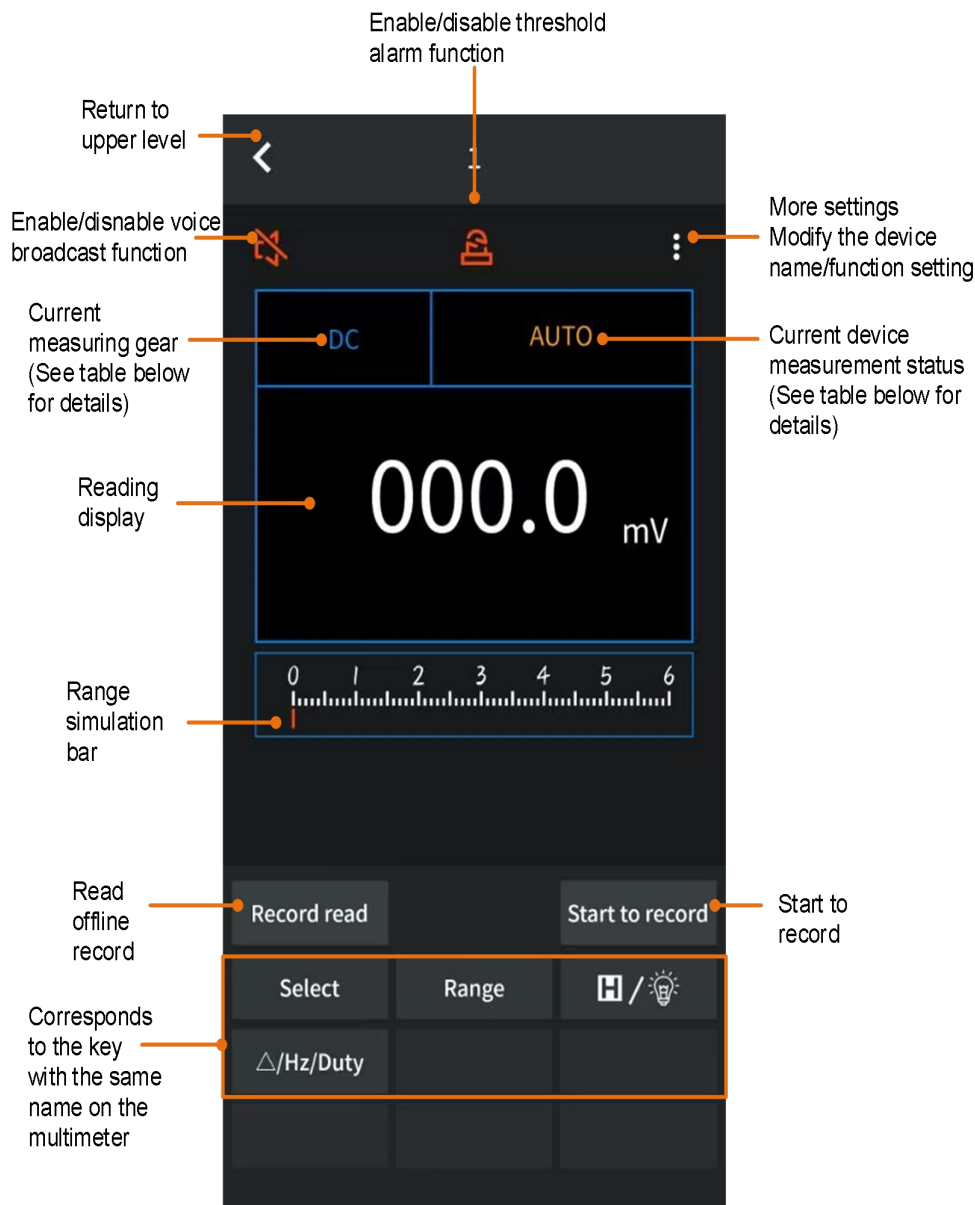 Enable/disable threshold
alarm function
Return to
upper level
1
Enable/disnable voice
broadcast function
More settings
Modify the device
name/function setting
Current
measuring gear
(See table below
for details)
DC
AUTO
Current device
measurement status
(See table below for
details)
Reading
display
000.0
mV
0 1 2 3 4 5 6
Range
simulation
bar
Read
offline
record
Record read
Start to record
Start to
record
Select
Range
H/
Corresponds
to the key
with the same
name on the
multimeter
△/Hz/Duty